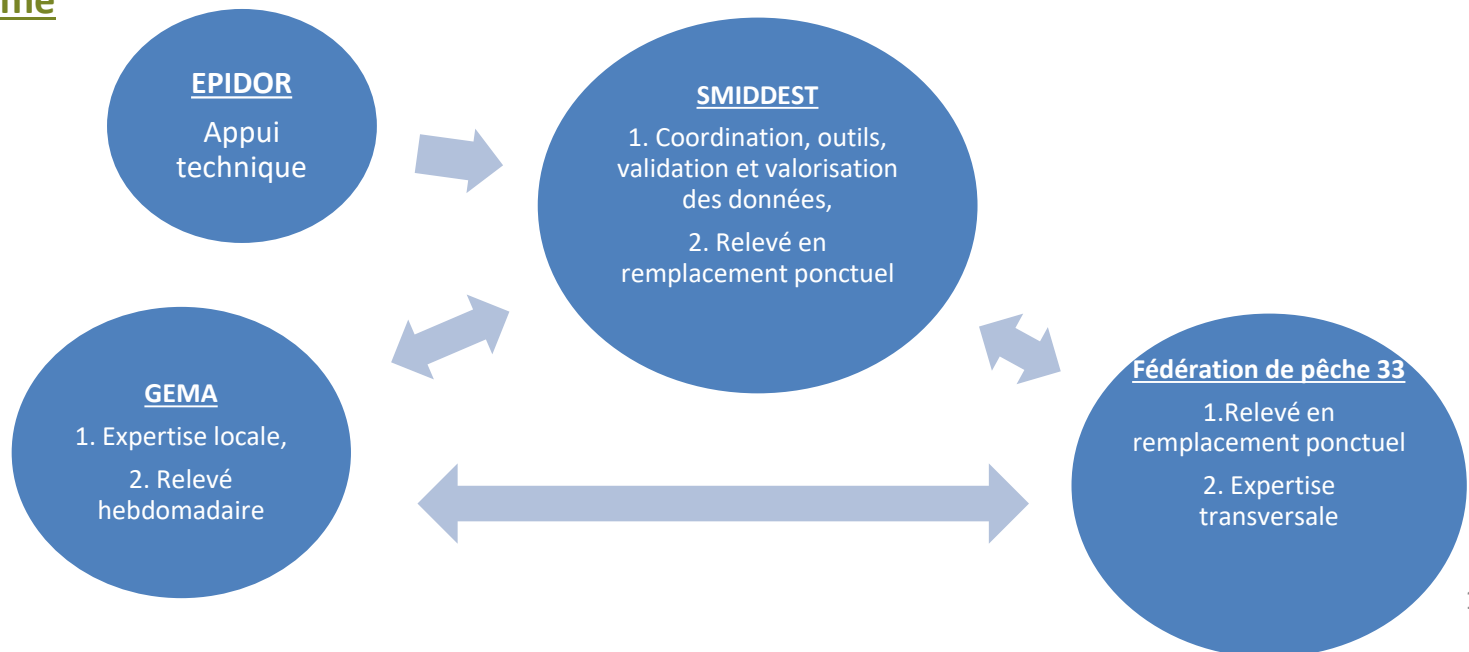 EPIDOR
Appui
technique
SMIDDEST
1. Coordination, outils,
validation et valorisation
des données,
2. Relevé en
remplacement ponctuel
GEMA
1. Expertise locale,
2. Relevé
hebdomadaire
Fédération de pêche 33
1.Relevé en
remplacement ponctuel
2. Expertise
transversale